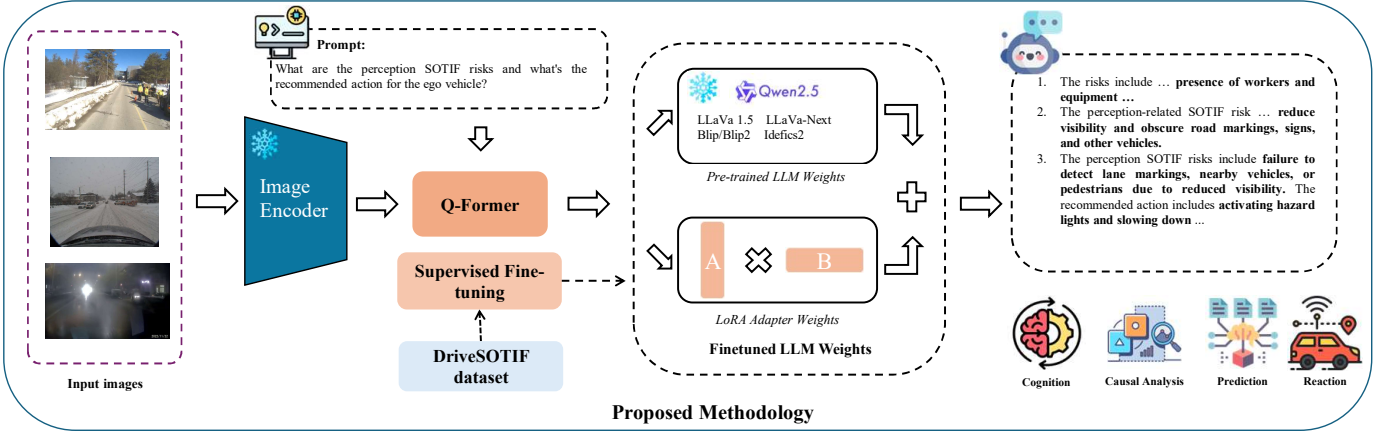 Prompt:
What are the perception SOTIF risks and what's the
recommended action for the ego vehicle?
Input images
Image
Encoder
Q-Former
Supervised Fine-
tuning
DriveSOTIF
dataset
Qwen2.5
LLaVa 1.5 LLaVa-Next
Blip/Blip2 Idefics2
Pre-trained LLM Weights
A B
LoRA Adapter Weights
Finetuned LLM Weights
1. The risks include … presence of workers and
equipment …
2. The perception-related SOTIF risk … reduce
visibility and obscure road markings, signs,
and other vehicles.
3. The perception SOTIF risks include failure to
detect lane markings, nearby vehicles, or
pedestrians due to reduced visibility. The
recommended action includes activating hazard
lights and slowing down ...
Cognition
Causal Analysis
Prediction
Reaction
Proposed Methodology